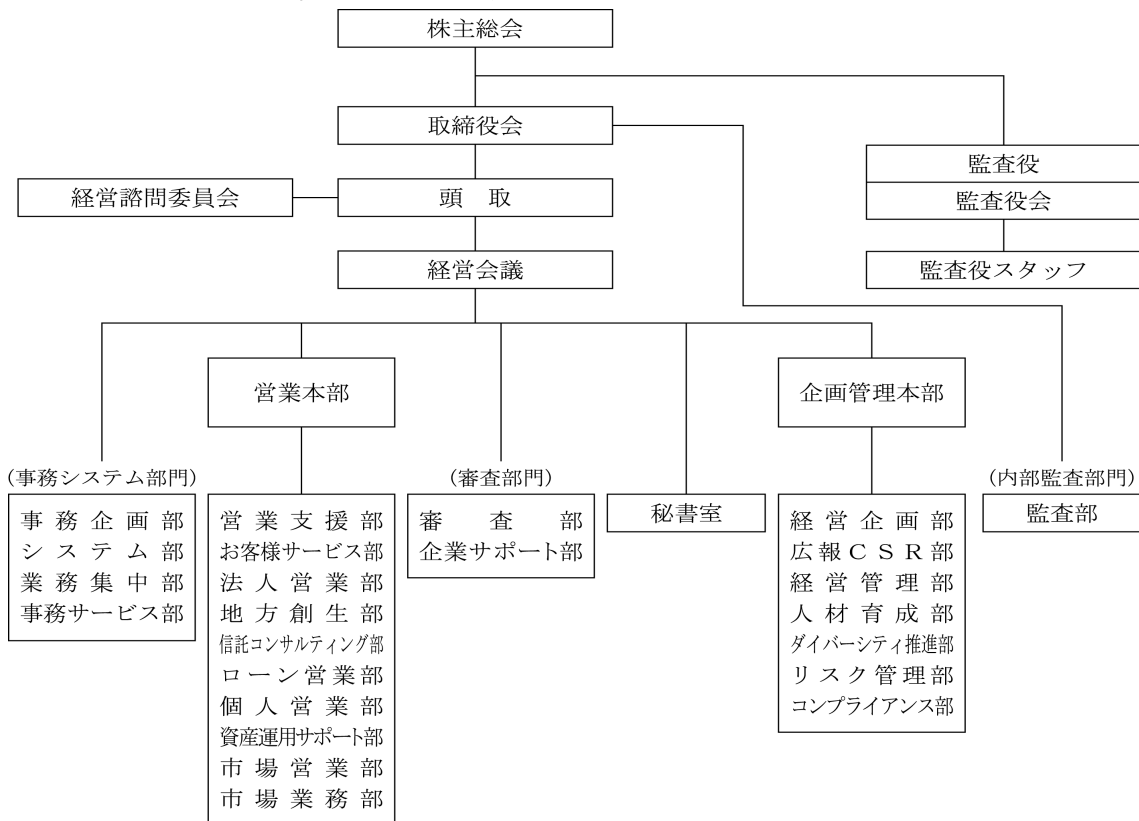 株主総会
取締役会
監査役
経営諮問委員会
頭取
監査役会
経営会議
監査役スタッフ
営業本部
企画管理本部
(事務システム部門)
(審査部門)
(内部監査部門)
事務企画部
システム部
業務集中部
事務サービス部
営業支援部
お客様サービス部
法人営業部
地方創生部
信託コンサルティング部
ローン営業部
個人営業部
資産運用サポート部
市場営業部
市場業務部
審査部
企業サポート部
秘書室
経営企画部
広報CSR部
経営管理部
人材育成部
ダイバーシティ推進部
リスク管理部
コンプライアンス部
監査部